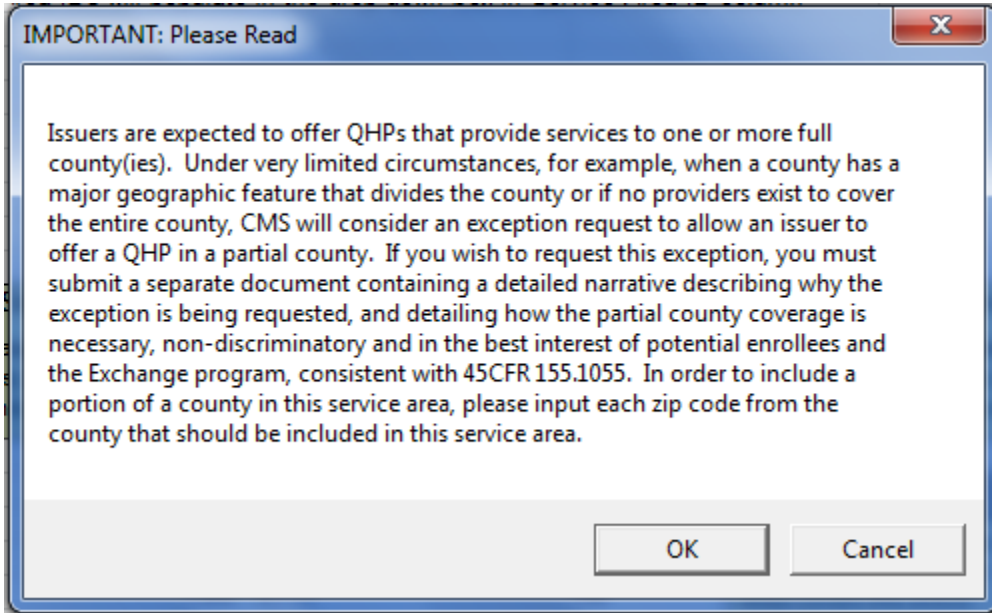 IMPORTANT: Please Read
Issuers are expected to offer QHPs that provide services to one or more full
county(ies). Under very limited circumstances, for example, when a county has a
major geographic feature that divides the county or if no providers exist to cover
the entire county, CMS will consider an exception request to allow an issuer to
offer a QHP in a partial county. If you wish to request this exception, you must
submit a separate document containing a detailed narrative describing why the
exception is being requested, and detailing how the partial county coverage is
necessary, non-discriminatory and in the best interest of potential enrollees and
the Exchange program, consistent with 45CFR 155.1055. In order to include a
portion of a county in this service area, please input each zip code from the
county that should be included in this service area.
OK
Cancel